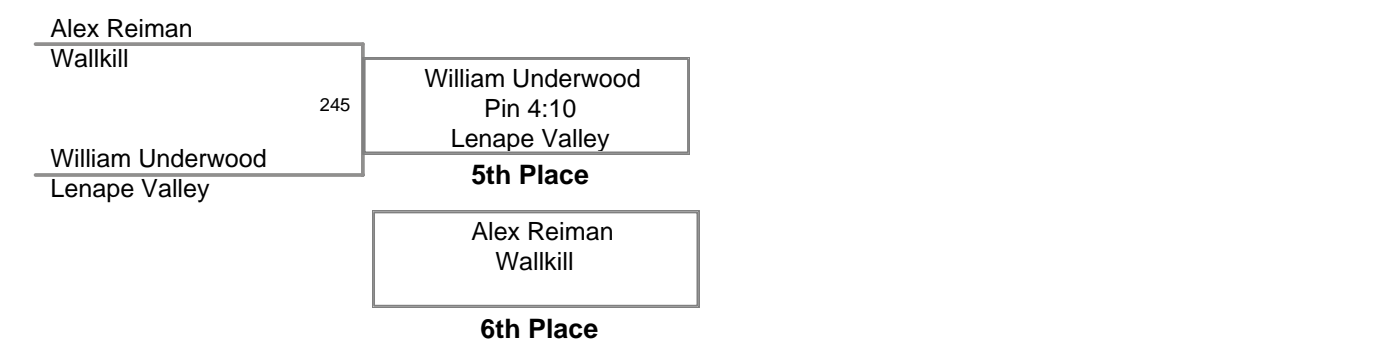 Alex Reiman
Wallkill
245
William Underwood
Lenape Valley
William Underwood
Pin 4:10
Lenape Valley
5th Place
Alex Reiman
Wallkill
6th Place